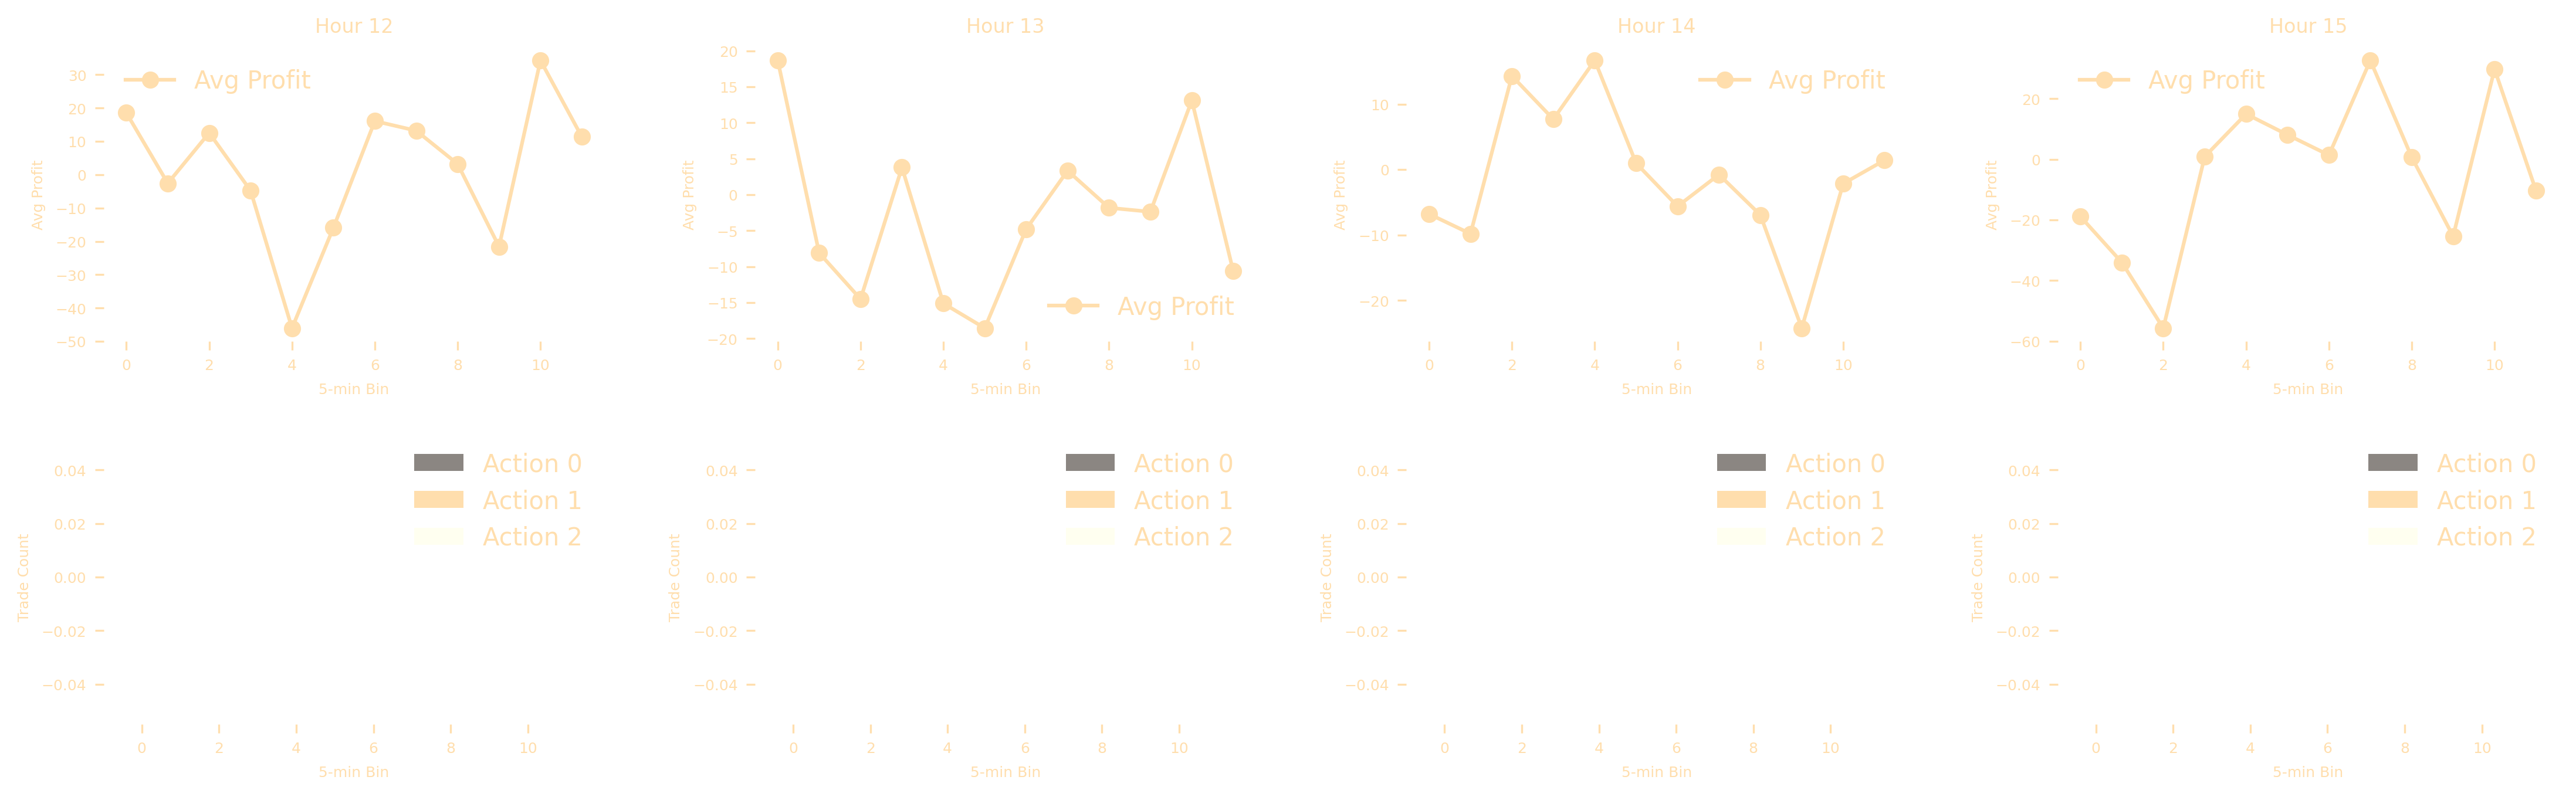 Hour 12
Avg Profit
30
20
10
0
−10
−20
−30
−40
−50
Avg Profit
0 2 4 6 8 10
5-min Bin
Hour 13
20
15
10
5
0
−5
−10
−15
−20
Avg Profit
Avg Profit
0 2 4 6 8 10
5-min Bin
Hour 14
Avg Profit
10
0
−10
−20
Avg Profit
0 2 4 6 8 10
5-min Bin
Hour 15
Avg Profit
20
0
−20
−40
−60
Avg Profit
0 2 4 6 8 10
5-min Bin
Action 0
Action 1
Action 2
0.04
0.02
0.00
−0.02
−0.04
Trade Count
0 2 4 6 8 10
5-min Bin
Action 0
Action 1
Action 2
0.04
0.02
0.00
−0.02
−0.04
Trade Count
0 2 4 6 8 10
5-min Bin
Action 0
Action 1
Action 2
0.04
0.02
0.00
−0.02
−0.04
Trade Count
0 2 4 6 8 10
5-min Bin
Action 0
Action 1
Action 2
0.04
0.02
0.00
−0.02
−0.04
Trade Count
0 2 4 6 8 10
5-min Bin